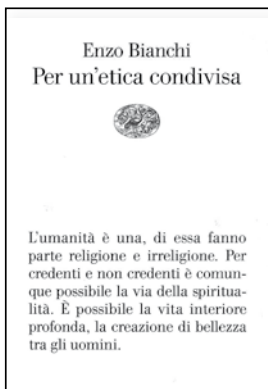 Enzo Bianchi
Per un'etica condivisa
L'umanità è una, di essa fanno
parte religione e irreligione. Per
credenti e non credenti è comun-
que possibile la via della spiritua-
lità. È possibile la vita interiore
profonda, la creazione di bellezza
tra gli uomini.